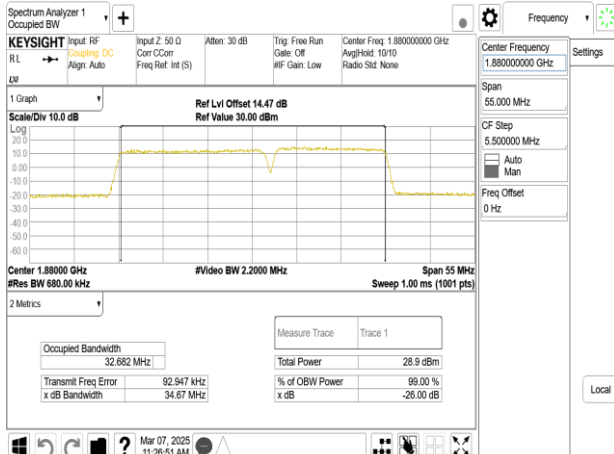 Spectrum Analyzer 1
Occupied BW
+
Frequency
KEYSIGHT
RL
LXI
Input: RF
Coupling: DC
Align: Auto
Input Z: 50 Ω
Corr CCorr
Freq Ref: Int (S)
Atten: 30 dB
Trig: Free Run
Gate: Off
#IF Gain: Low
Center Freq: 1.880000000 GHz
Avg|Hold: 10/10
Radio Std: None
Center Frequency
1.880000000 GHz
Settings
Span
55.000 MHz
CF Step
5.500000 MHz
Auto
Man
Freq Offset
0 Hz
Local
1 Graph
Scale/Div 10.0 dB
Ref Lvl Offset 14.47 dB
Ref Value 30.00 dBm
Log
20.0
10.0
0.00
-10.0
-20.0
-30.0
-40.0
-50.0
-60.0
Center 1.88000 GHz
#Res BW 680.00 kHz
#Video BW 2.2000 MHz
Span 55 MHz
Sweep 1.00 ms (1001 pts)
2 Metrics
Measure Trace
Trace 1
Occupied Bandwidth
32.682 MHz
Total Power
28.9 dBm
Transmit Freq Error
92.947 kHz
% of OBW Power
99.00 %
x dB Bandwidth
34.67 MHz
x dB
-26.00 dB
?
Mar 07, 2025
11:26:51 AM